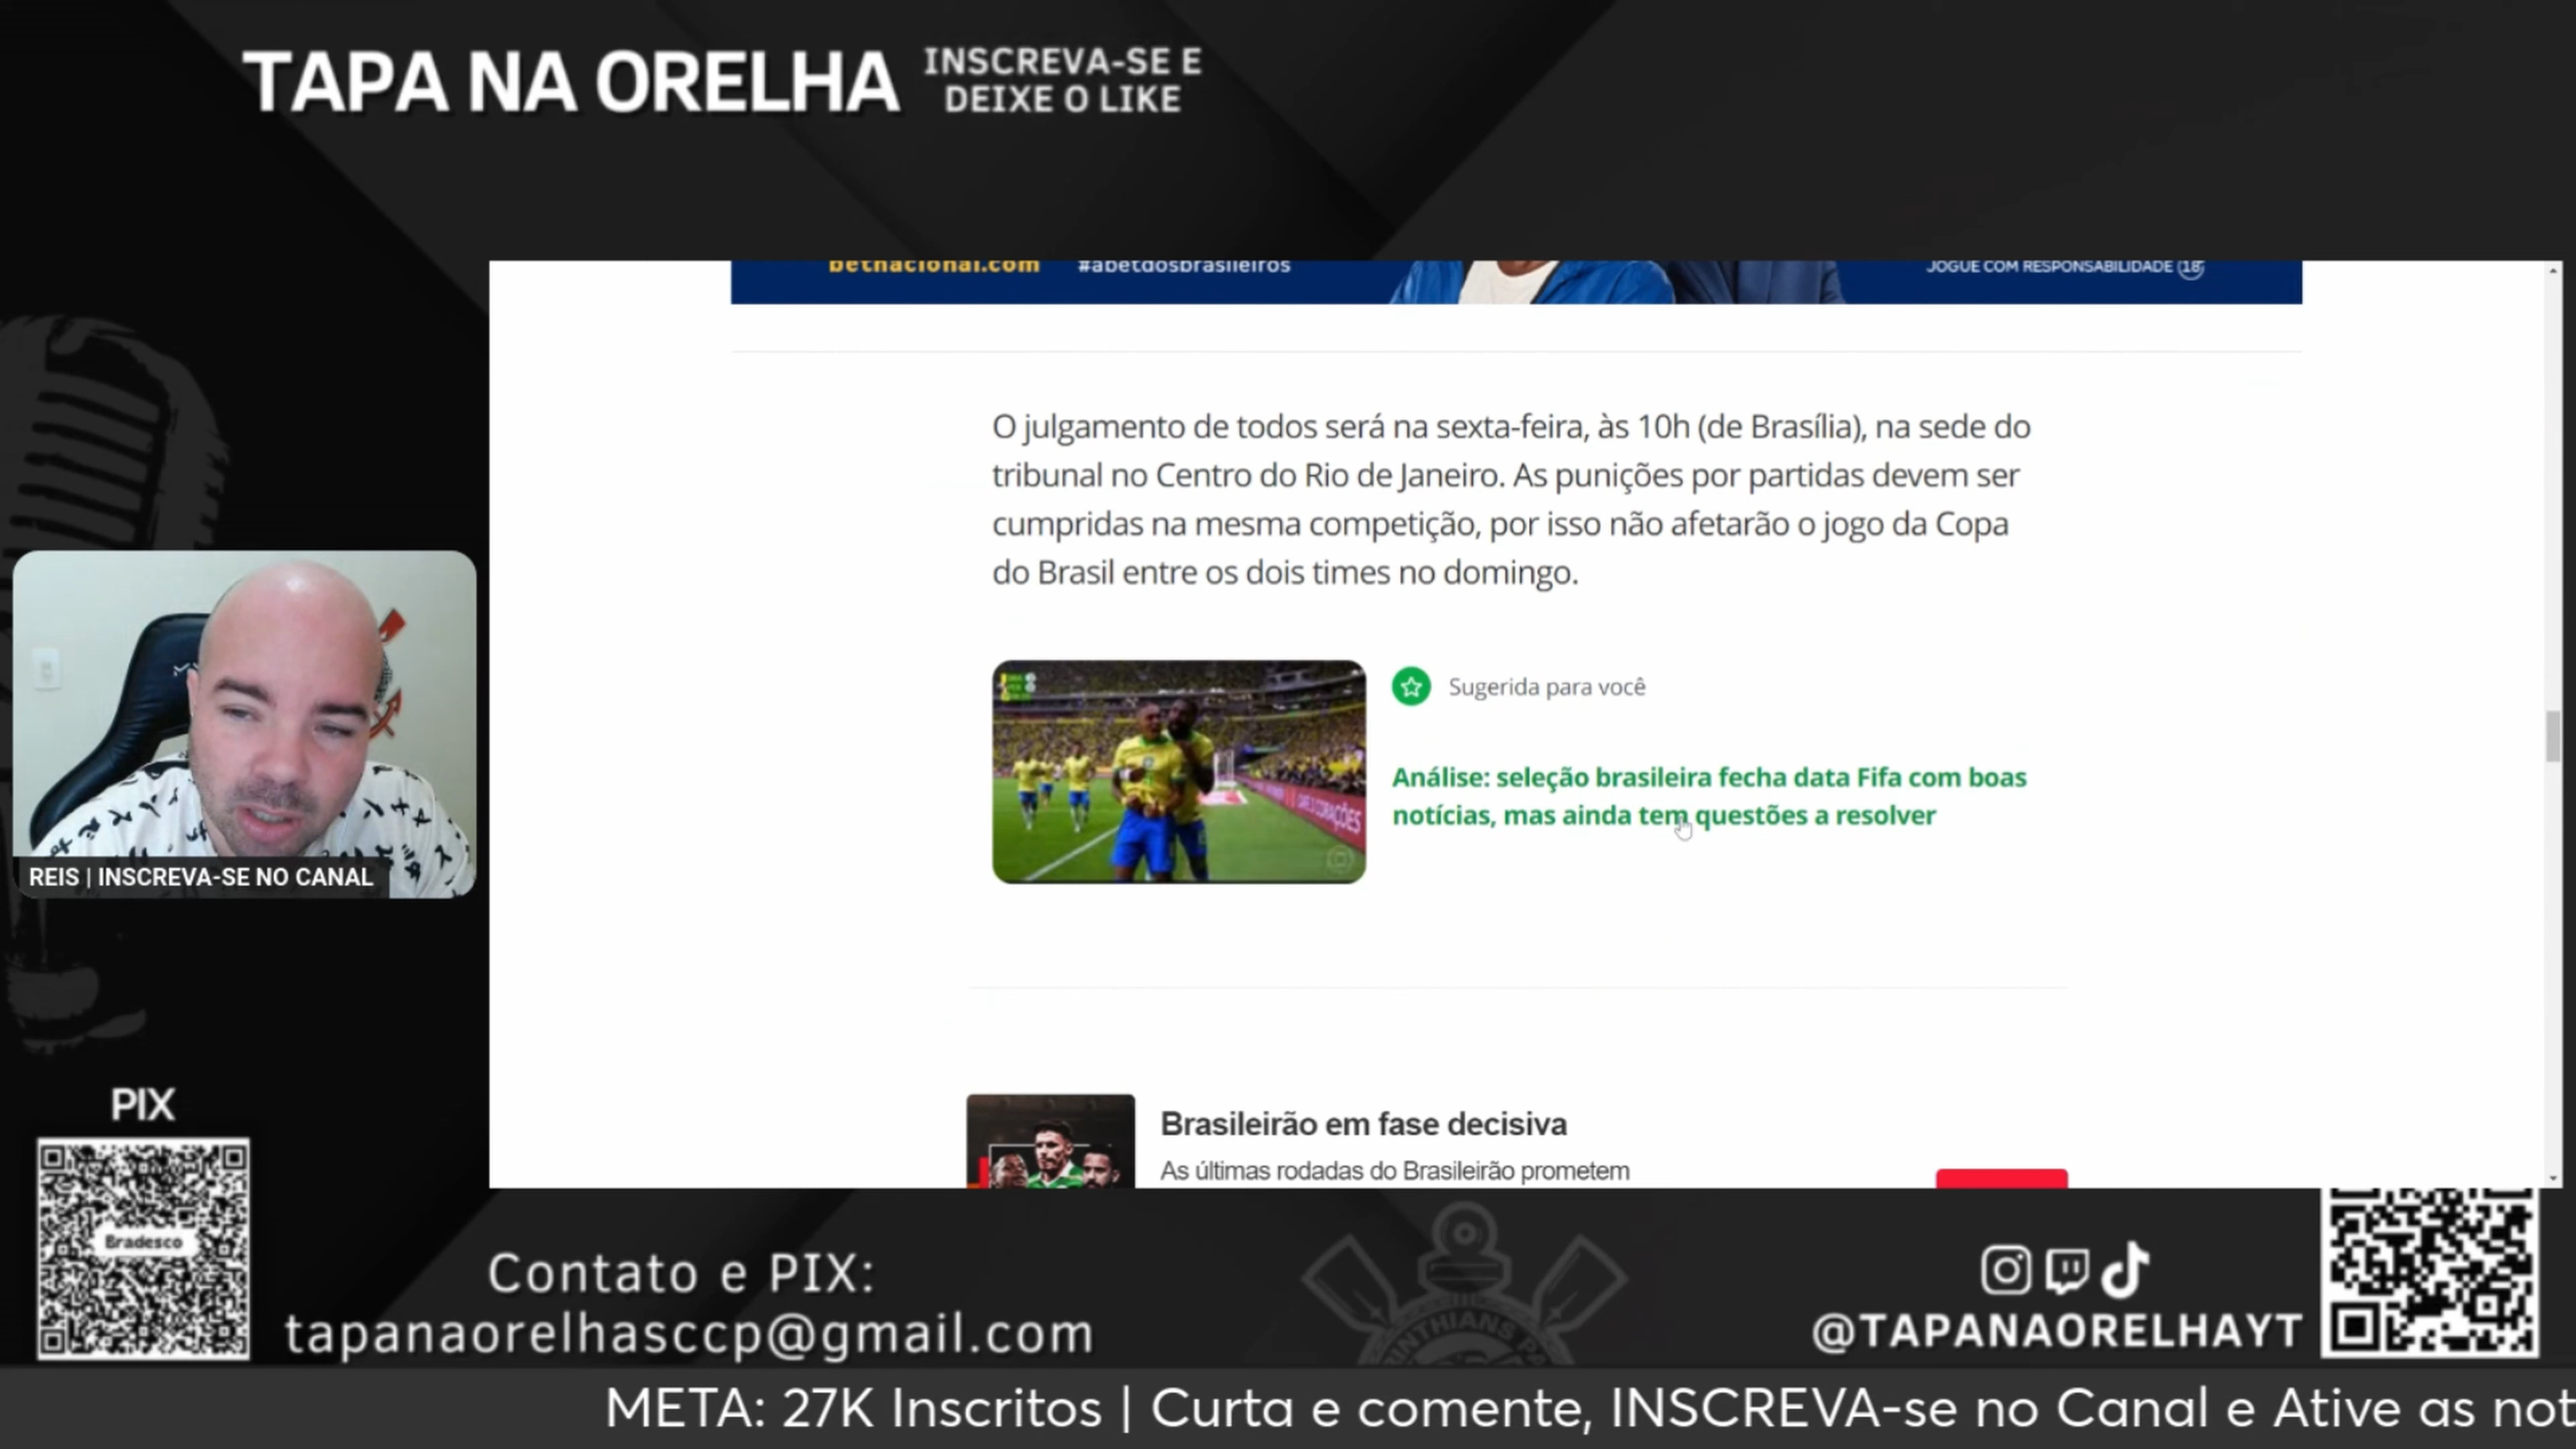 TAPA NA ORELHA
INSCREVA-SE E
DEIXE O LIKE
betnacional.com #abetdosbrasileiros
JOGUE COM RESPONSABILIDADE 18
O julgamento de todos será na sexta-feira, às 10h (de Brasília), na sede do
tribunal no Centro do Rio de Janeiro. As punições por partidas devem ser
cumpridas na mesma competição, por isso não afetarão o jogo da Copa
do Brasil entre os dois times no domingo.
Sugerida para você
Análise: seleção brasileira fecha data Fifa com boas
notícias, mas ainda tem questões a resolver
REIS | INSCREVA-SE NO CANAL
Brasileirão em fase decisiva
As últimas rodadas do Brasileirão prometem
PIX
Bradesco
Contato e PIX:
tapanaorelhasccp@gmail.com
@TAPANAORELHAYT
META: 27K Inscritos | Curta e comente, INSCREVA-se no Canal e Ative as not